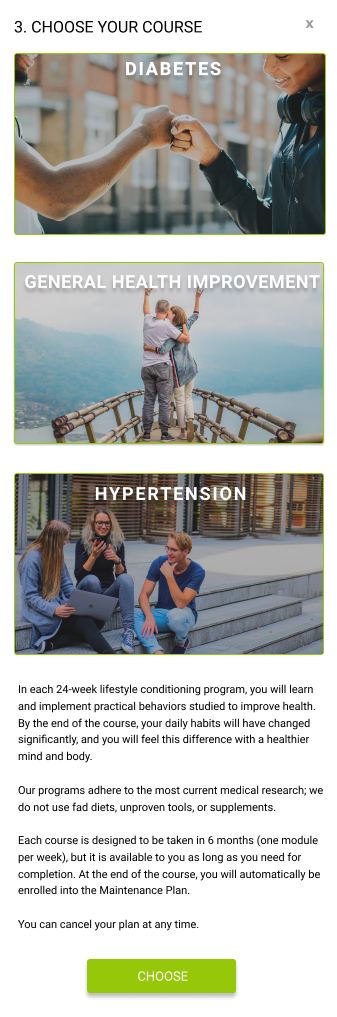 3. CHOOSE YOUR COURSE
x
DIABETES
GENERAL HEALTH IMPROVEMENT
HYPERTENSION
In each 24-week lifestyle conditioning program, you will learn
and implement practical behaviors studied to improve health.
By the end of the course, your daily habits will have changed
significantly, and you will feel this difference with a healthier
mind and body.
Our programs adhere to the most current medical research; we
do not use fad diets, unproven tools, or supplements.
Each course is designed to be taken in 6 months (one module
per week), but it is available to you as long as you need for
completion. At the end of the course, you will automatically be
enrolled into the Maintenance Plan.
You can cancel your plan at any time.
CHOOSE